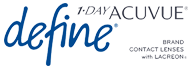 1·DAY ACUVUE®
define®
BRAND
CONTACT LENSES
with LACREON®